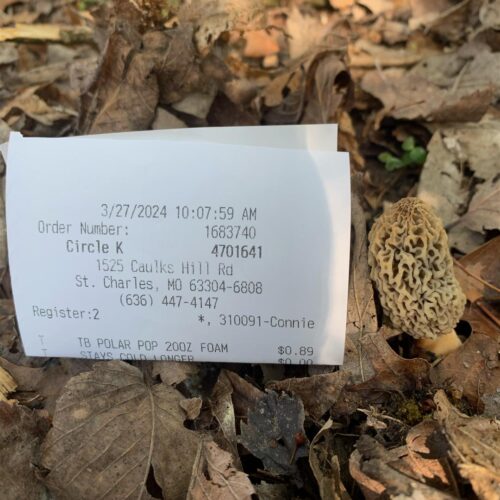 3/27/2024 10:07:59 AM
Order Number: 1683740
Circle K 4701641
1525 Caulks Hill Rd
St. Charles, MO 63304-6808
(636) 447-4147
Register:2 *, 310091-Connie
T TB POLAR POP 20OZ FOAM $0.89
T STAYS COLD LONGER $0.00